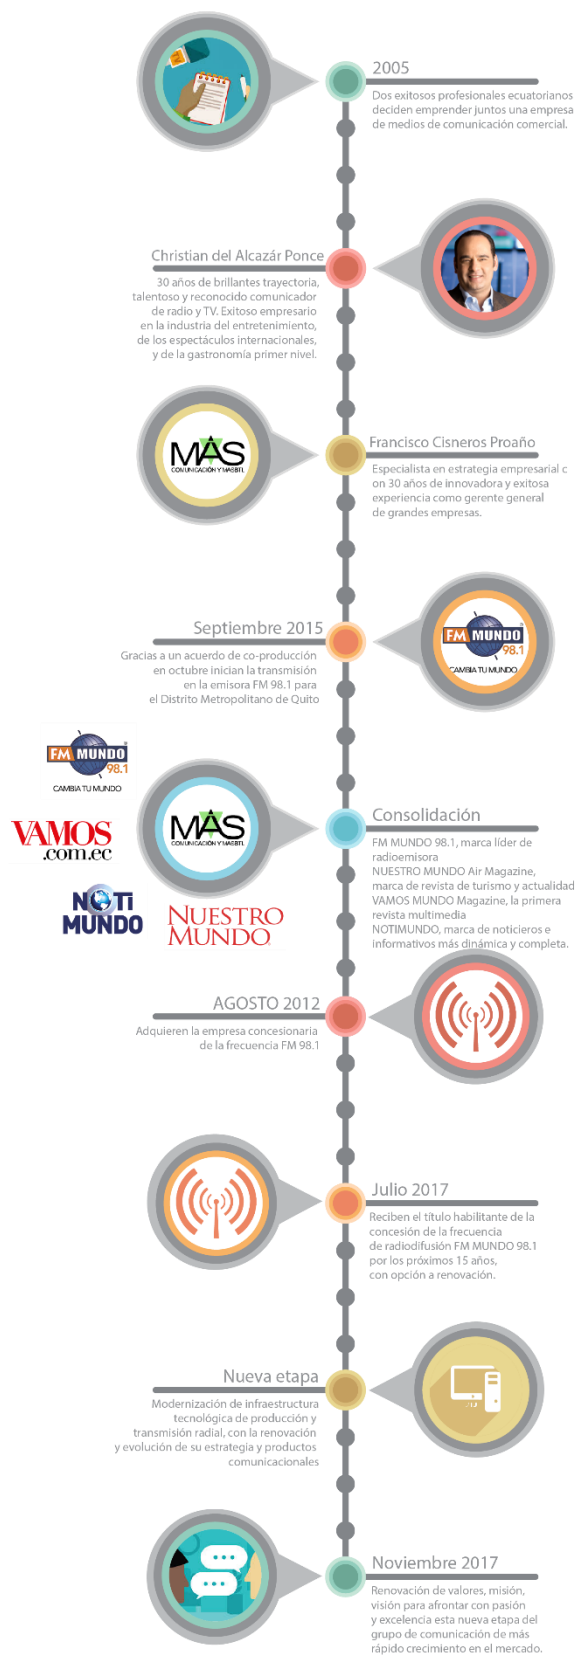 2005
Dos exitosos profesionales ecuatorianos
deciden emprender juntos una empresa
de medios de comunicación comercial.
Christian del Alcazár Ponce
30 años de brillantes trayectoria,
talentoso y reconocido comunicador
de radio y TV. Exitoso empresario
en la industria del entretenimiento,
de los espectáculos internacionales,
y de la gastronomía primer nivel.
MAS
COMUNICACIÓN Y MASBTL
Francisco Cisneros Proaño
Especialista en estrategia empresarial c
on 30 años de innovadora y exitosa
experiencia como gerente general
de grandes empresas.
Septiembre 2015
Gracias a un acuerdo de co-producción
en octubre inician la transmisión
en la emisora FM 98.1 para
el Distrito Metropolitano de Quito
FM MUNDO
98.1
CAMBIA TU MUNDO
FM MUNDO
98.1
CAMBIA TU MUNDO
VAMOS
.com.ec
NOTI
MUNDO
NUESTRO
MUNDO
MAS
COMUNICACIÓN Y MASBTL
Consolidación
FM MUNDO 98.1, marca líder de
radioemisora
NUESTRO MUNDO Air Magazine,
marca de revista de turismo y actualidad
VAMOS MUNDO Magazine, la primera
revista multimedia
NOTIMUNDO, marca de noticieros e
informativos más dinámica y completa.
AGOSTO 2012
Adquieren la empresa concesionaria
de la frecuencia FM 98.1
Julio 2017
Reciben el título habilitante de la
concesión de la frecuencia
de radiodifusión FM MUNDO 98.1
por los próximos 15 años,
con opción a renovación.
Nueva etapa
Modernización de infraestructura
tecnológica de producción y
transmisión radial, con la renovación
y evolución de su estrategia y productos
comunicacionales
Noviembre 2017
Renovación de valores, misión,
visión para afrontar con pasión
y excelencia esta nueva etapa del
grupo de comunicación de más
rápido crecimiento en el mercado.